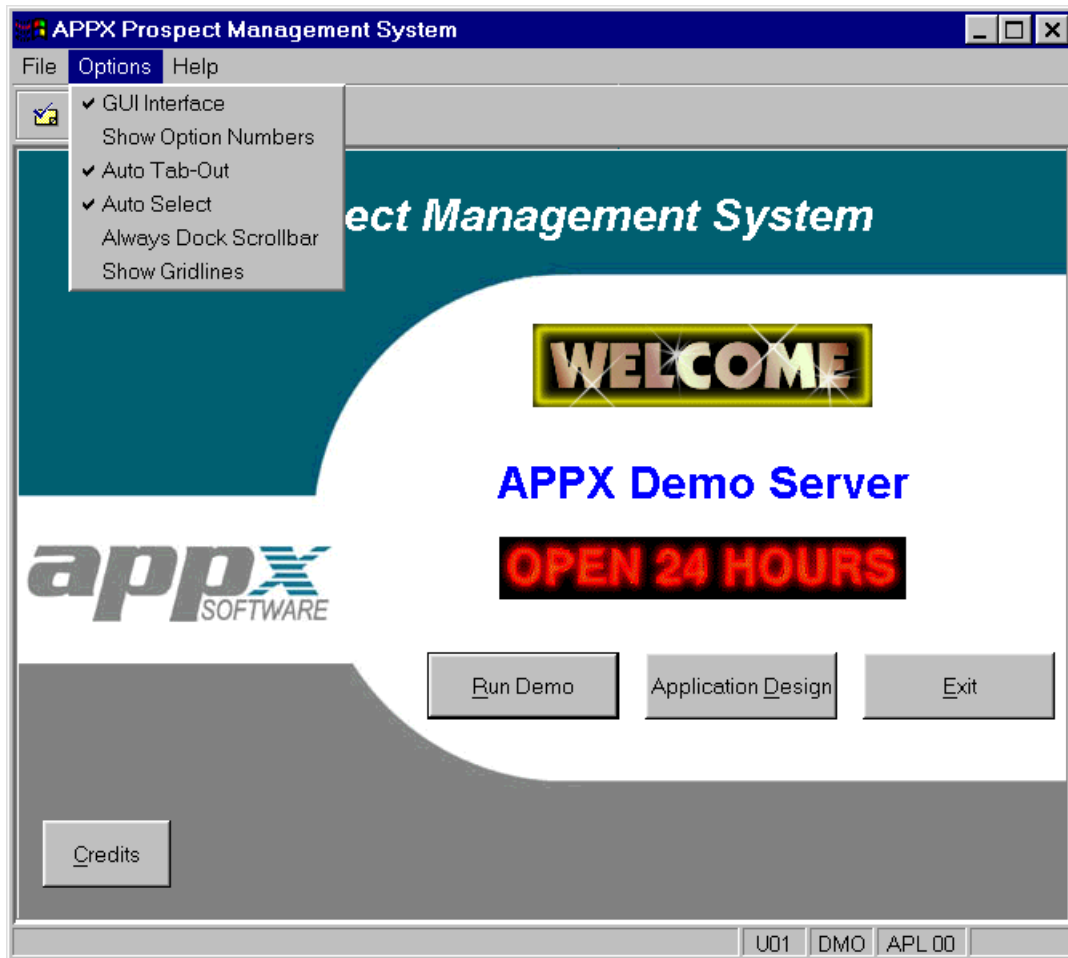 APPX Prospect Management System
File Options Help
GUI Interface
Show Option Numbers
Auto Tab-Out
Auto Select
Always Dock Scrollbar
Show Gridlines
ect Management System
WELCOME
APPX Demo Server
OPEN 24 HOURS
appx
SOFTWARE
Run Demo Application Design Exit
Credits
U01 DMO APL 00